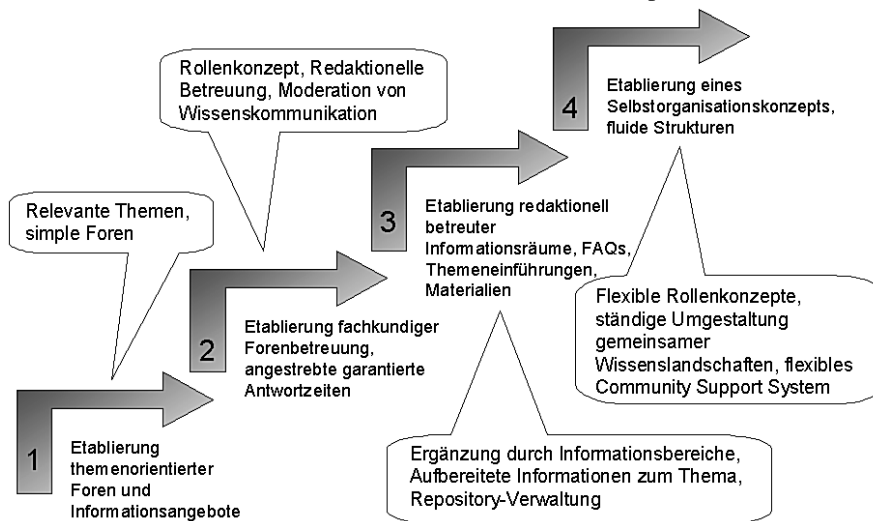 1
Etablierung
themenorientierter
Foren und
Informationsangebote
Relevante Themen,
simple Foren
2
Etablierung fachkundiger
Forenbetreuung,
angestrebte garantierte
Antwortzeiten
Rollenkonzept, Redaktionelle
Betreuung, Moderation von
Wissenskommunikation
3
Etablierung redaktionell
betreuter
Informationsräume, FAQs,
Themeneinführungen,
Materialien
Ergänzung durch Informationsbereiche,
Aufbereitete Informationen zum Thema,
Repository-Verwaltung
4
Etablierung eines
Selbstorganisationskonzepts,
fluide Strukturen
Flexible Rollenkonzepte,
ständige Umgestaltung
gemeinsamer
Wissenslandschaften, flexibles
Community Support System